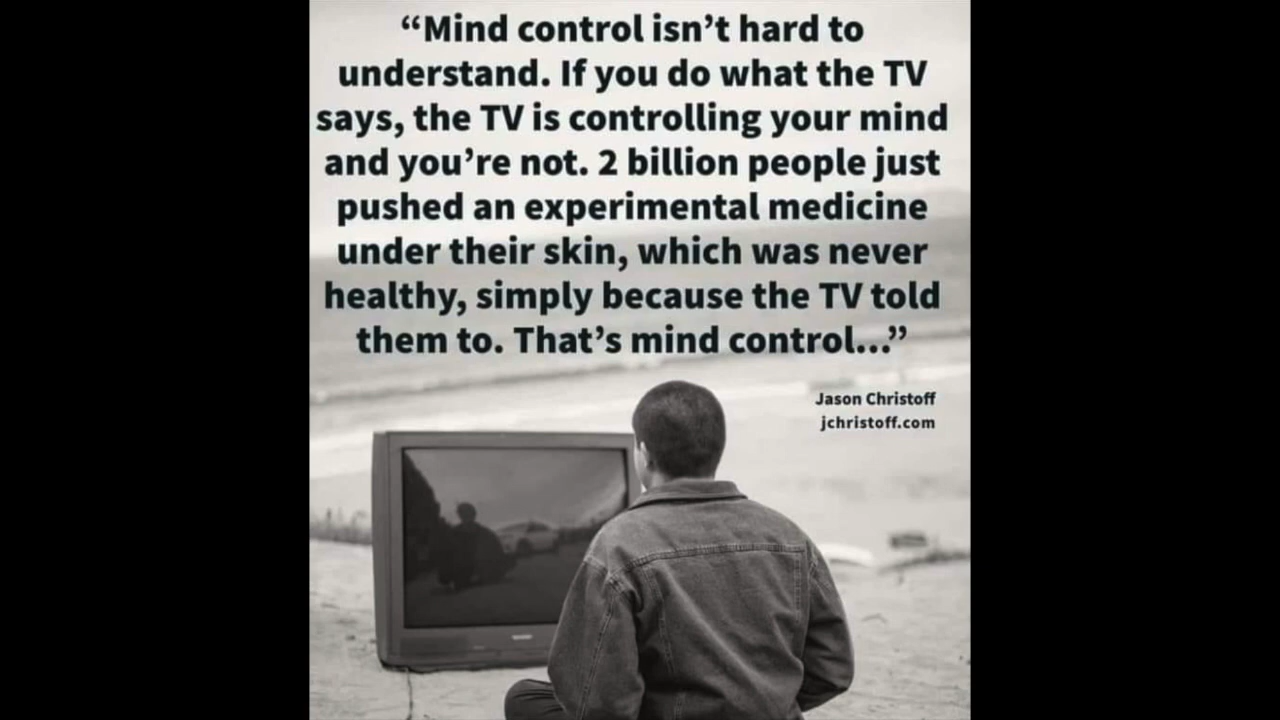 “Mind control isn’t hard to
understand. If you do what the TV
says, the TV is controlling your mind
and you’re not. 2 billion people just
pushed an experimental medicine
under their skin, which was never
healthy, simply because the TV told
them to. That’s mind control...”
Jason Christoff
jchristoff.com